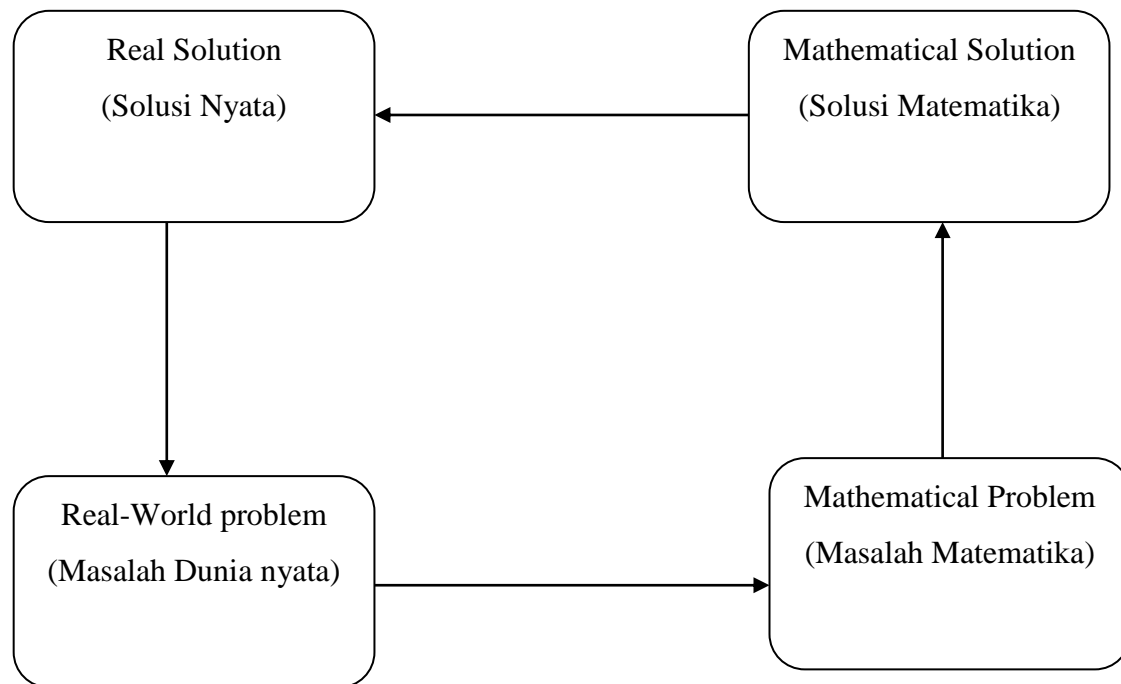 Real Solution
(Solusi Nyata)
Mathematical Solution
(Solusi Matematika)
Real-World problem
(Masalah Dunia nyata)
Mathematical Problem
(Masalah Matematika)